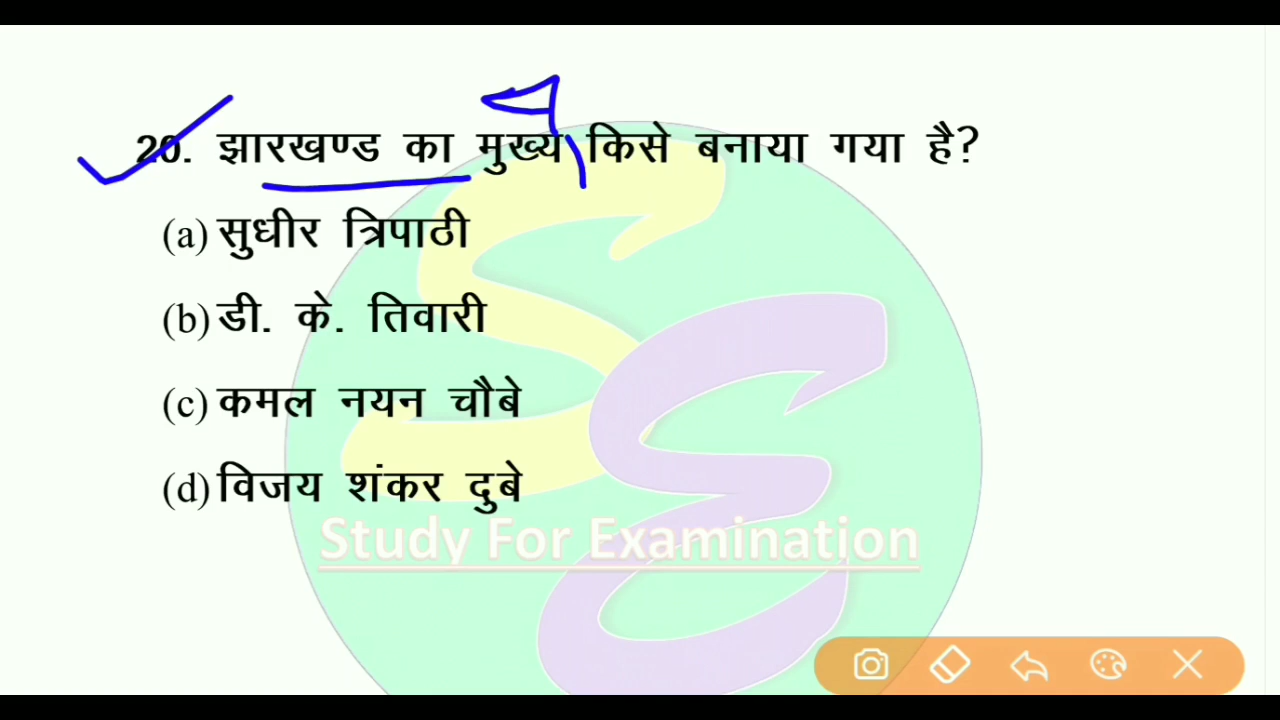 20. झारखण्ड का मुख्य किसे बनाया गया है?
(a) सुधीर त्रिपाठी
(b) डी. के. तिवारी
(c) कमल नयन चौबे
(d) विजय शंकर दुबे
Study For Examination